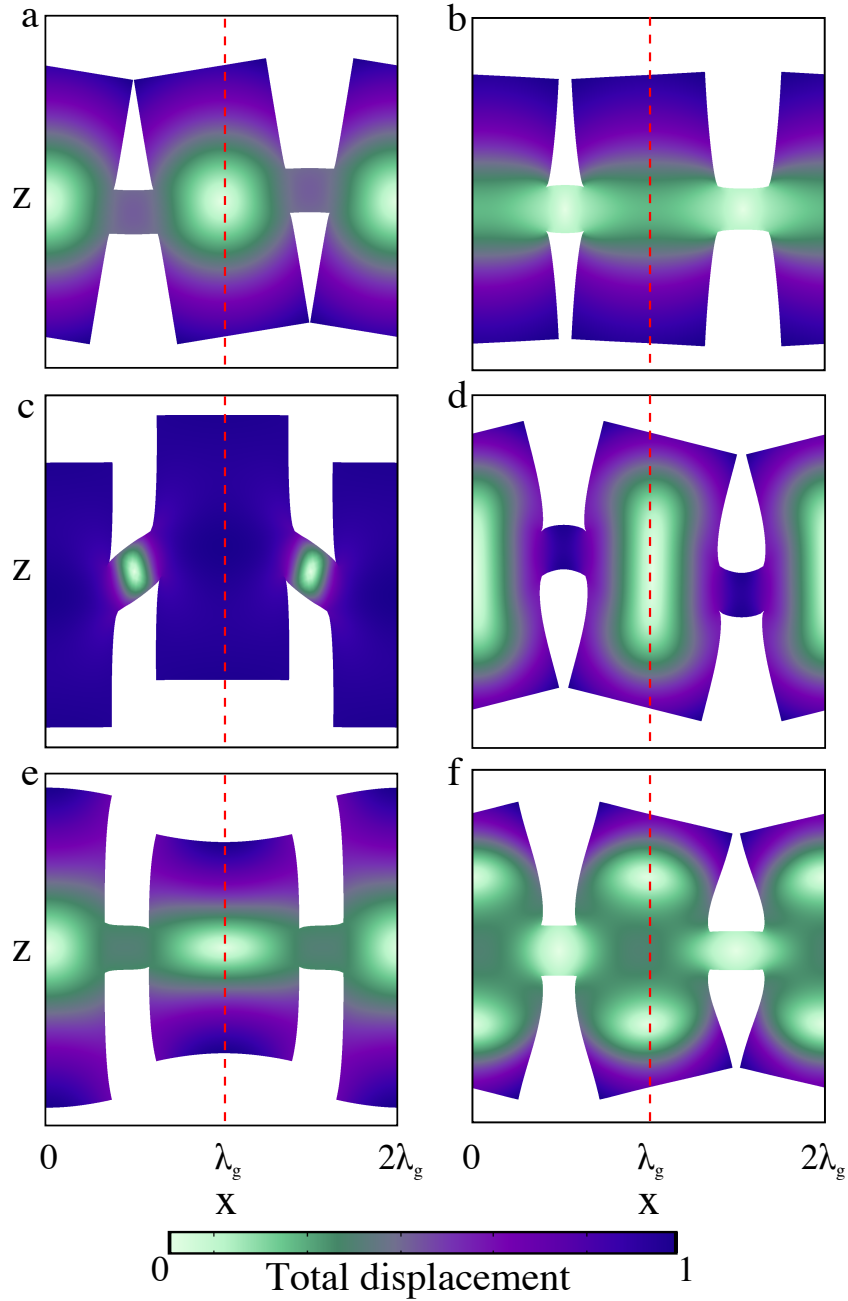 a b
z
c d
z
e f
z
0 λg 2λg 0 λg 2λg
x x
0 1
Total displacement